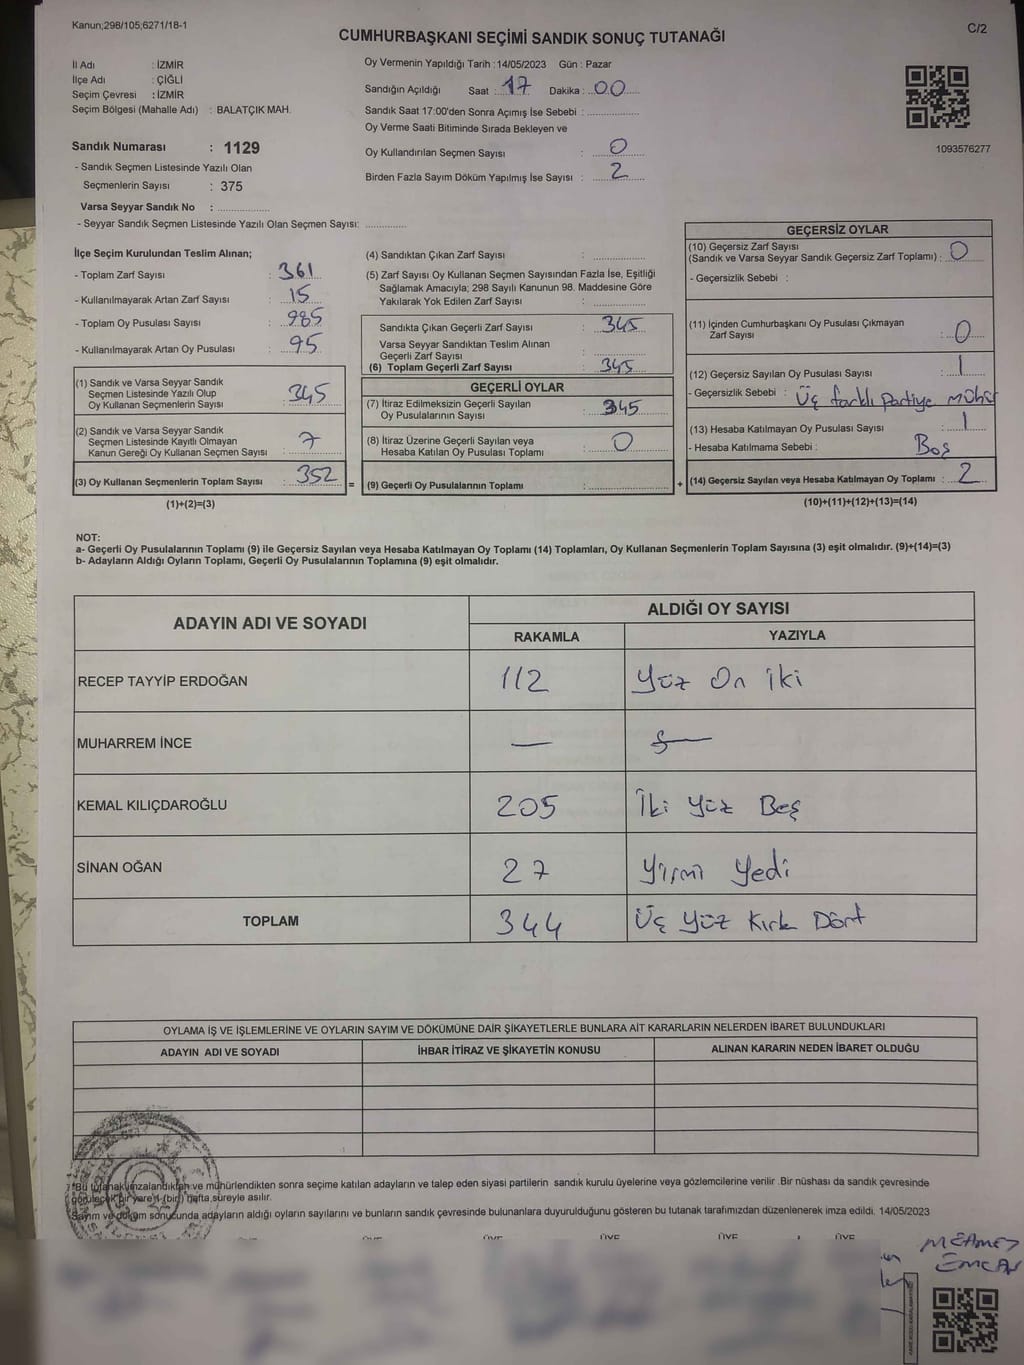 Kanun;298/105;6271/18-1
C/2
CUMHURBAŞKANI SEÇİMİ SANDIK SONUÇ TUTANAĞI
İl Adı : İZMİR
İlçe Adı : ÇİĞLİ
Seçim Çevresi : İZMİR
Seçim Bölgesi (Mahalle Adı) : BALATÇIK MAH.
Sandık Numarası : 1129
- Sandık Seçmen Listesinde Yazılı Olan
Seçmenlerin Sayısı : 375
Varsa Seyyar Sandık No : ..................
- Seyyar Sandık Seçmen Listesinde Yazılı Olan Seçmen Sayısı: ..............
Oy Vermenin Yapıldığı Tarih :14/05/2023 Gün : Pazar
Sandığın Açıldığı Saat : 17 Dakika : 00
Sandık Saat 17:00'den Sonra Açımış İse Sebebi : ..................
Oy Verme Saati Bitiminde Sırada Bekleyen ve
Oy Kullandırılan Seçmen Sayısı : 0
Birden Fazla Sayım Döküm Yapılmış İse Sayısı : 2
1093576277
İlçe Seçim Kurulundan Teslim Alınan;
- Toplam Zarf Sayısı : 361
- Kullanılmayarak Artan Zarf Sayısı : 15
- Toplam Oy Pusulası Sayısı : 985
- Kullanılmayarak Artan Oy Pusulası : 95
(1) Sandık ve Varsa Seyyar Sandık
Seçmen Listesinde Yazılı Olup
Oy Kullanan Seçmenlerin Sayısı : 345
(2) Sandık ve Varsa Seyyar Sandık
Seçmen Listesinde Kayıtlı Olmayan
Kanun Gereği Oy Kullanan Seçmen Sayısı : 7
(3) Oy Kullanan Seçmenlerin Toplam Sayısı : 352
(1)+(2)=(3)
=
(4) Sandıktan Çıkan Zarf Sayısı : ..............
(5) Zarf Sayısı Oy Kullanan Seçmen Sayısından Fazla İse, Eşitliği
Sağlamak Amacıyla; 298 Sayılı Kanunun 98. Maddesine Göre
Yakılarak Yok Edilen Zarf Sayısı : ..............
Sandıkta Çıkan Geçerli Zarf Sayısı : 345
Varsa Seyyar Sandıktan Teslim Alınan
Geçerli Zarf Sayısı : ..............
(6) Toplam Geçerli Zarf Sayısı : 345
GEÇERLİ OYLAR
(7) İtiraz Edilmeksizin Geçerli Sayılan
Oy Pusulalarının Sayısı : 345
(8) İtiraz Üzerine Geçerli Sayılan veya
Hesaba Katılan Oy Pusulası Toplamı : 0
(9) Geçerli Oy Pusulalarının Toplamı : ..................
+
GEÇERSİZ OYLAR
(10) Geçersiz Zarf Sayısı
(Sandık ve Varsa Seyyar Sandık Geçersiz Zarf Toplamı) : 0
- Geçersizlik Sebebi :
(11) İçinden Cumhurbaşkanı Oy Pusulası Çıkmayan
Zarf Sayısı : 0
(12) Geçersiz Sayılan Oy Pusulası Sayısı : 1
- Geçersizlik Sebebi : Üç farklı Partiye Mühür
(13) Hesaba Katılmayan Oy Pusulası Sayısı : 1
- Hesaba Katılmama Sebebi : Boş
(14) Geçersiz Sayılan veya Hesaba Katılmayan Oy Toplamı : 2
(10)+(11)+(12)+(13)=(14)
NOT:
a- Geçerli Oy Pusulalarının Toplamı (9) ile Geçersiz Sayılan veya Hesaba Katılmayan Oy Toplamı (14) Toplamları, Oy Kullanan Seçmenlerin Toplam Sayısına (3) eşit olmalıdır. (9)+(14)=(3)
b- Adayların Aldığı Oyların Toplamı, Geçerli Oy Pusulalarının Toplamına (9) eşit olmalıdır.
ADAYIN ADI VE SOYADI
ALDIĞI OY SAYISI
RAKAMLA YAZIYLA
RECEP TAYYİP ERDOĞAN 112 Yüz On İki
MUHARREM İNCE —
KEMAL KILIÇDAROĞLU 205 İki Yüz Beş
SİNAN OĞAN 27 Yirmi Yedi
TOPLAM 344 Üç Yüz Kırk Dört
OYLAMA İŞ VE İŞLEMLERİNE VE OYLARIN SAYIM VE DÖKÜMÜNE DAİR ŞİKAYETLERLE BUNLARA AİT KARARLARIN NELERDEN İBARET BULUNDUKLARI
ADAYIN ADI VE SOYADI İHBAR İTİRAZ VE ŞİKAYETİN KONUSU ALINAN KARARIN NEDEN İBARET OLDUĞU
*Bu tutanak imzalandıktan ve mühürlendikten sonra seçime katılan adayların ve talep eden siyasi partilerin sandık kurulu üyelerine veya gözlemcilerine verilir .Bir nüshası da sandık çevresinde
görülecek bir yere 1 (bir) hafta süreyle asılır.
Sayım ve döküm sonucunda adayların aldığı oyların sayılarını ve bunların sandık çevresinde bulunanlara duyurulduğunu gösteren bu tutanak tarafımızdan düzenlenerek imza edildi. 14/05/2023
ÜYE ÜYE ÜYE ÜYE ÜYE
MEHMET
EMCAN